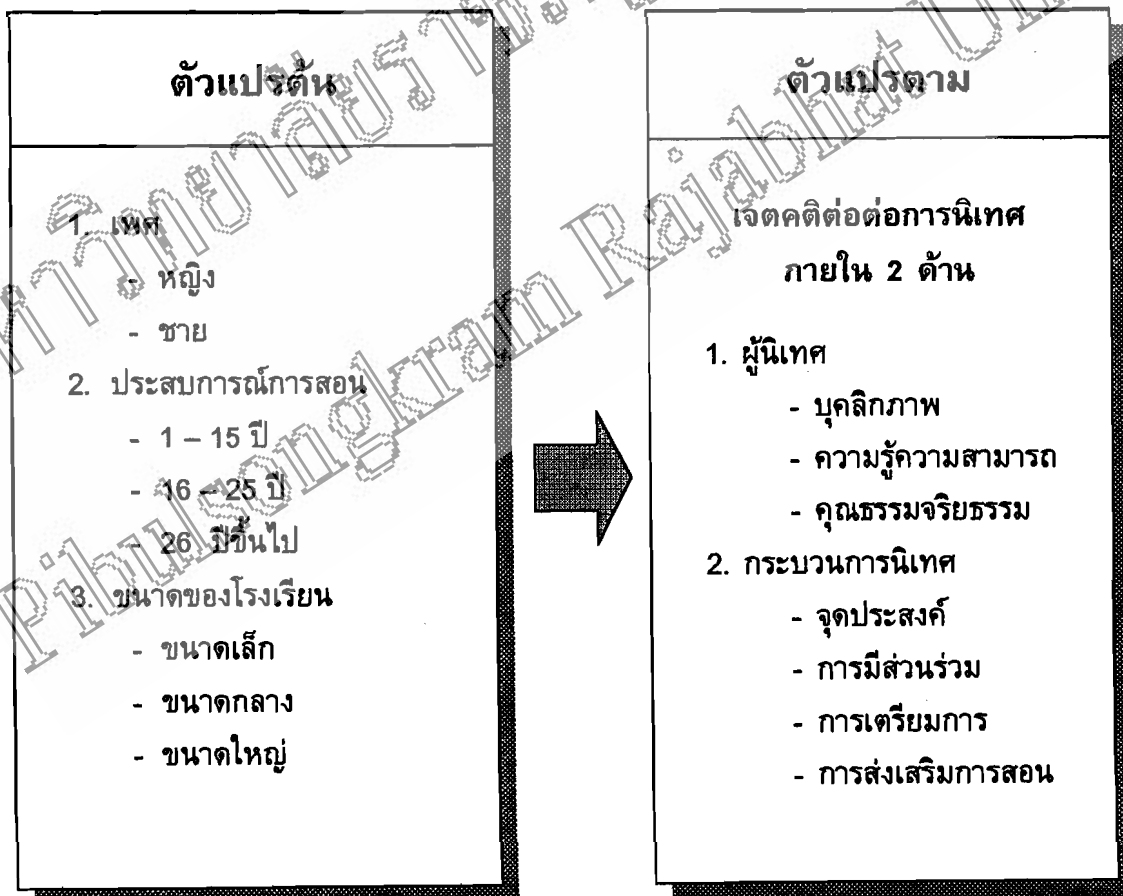 ตัวแปรต้น
1. เพศ
- หญิง
- ชาย
2. ประสบการณ์การสอน
- 1 – 15 ปี
- 16 – 25 ปี
- 26 ปีขึ้นไป
3. ขนาดของโรงเรียน
- ขนาดเล็ก
- ขนาดกลาง
- ขนาดใหญ่
ตัวแปรตาม
เจตคติต่อต่อการนิเทศ
ภายใน 2 ด้าน
1. ผู้นิเทศ
- บุคลิกภาพ
- ความรู้ความสามารถ
- คุณธรรมจริยธรรม
2. กระบวนการนิเทศ
- จุดประสงค์
- การมีส่วนร่วม
- การเตรียมการ
- การส่งเสริมการสอน
Pibulsongkram Rajabhat